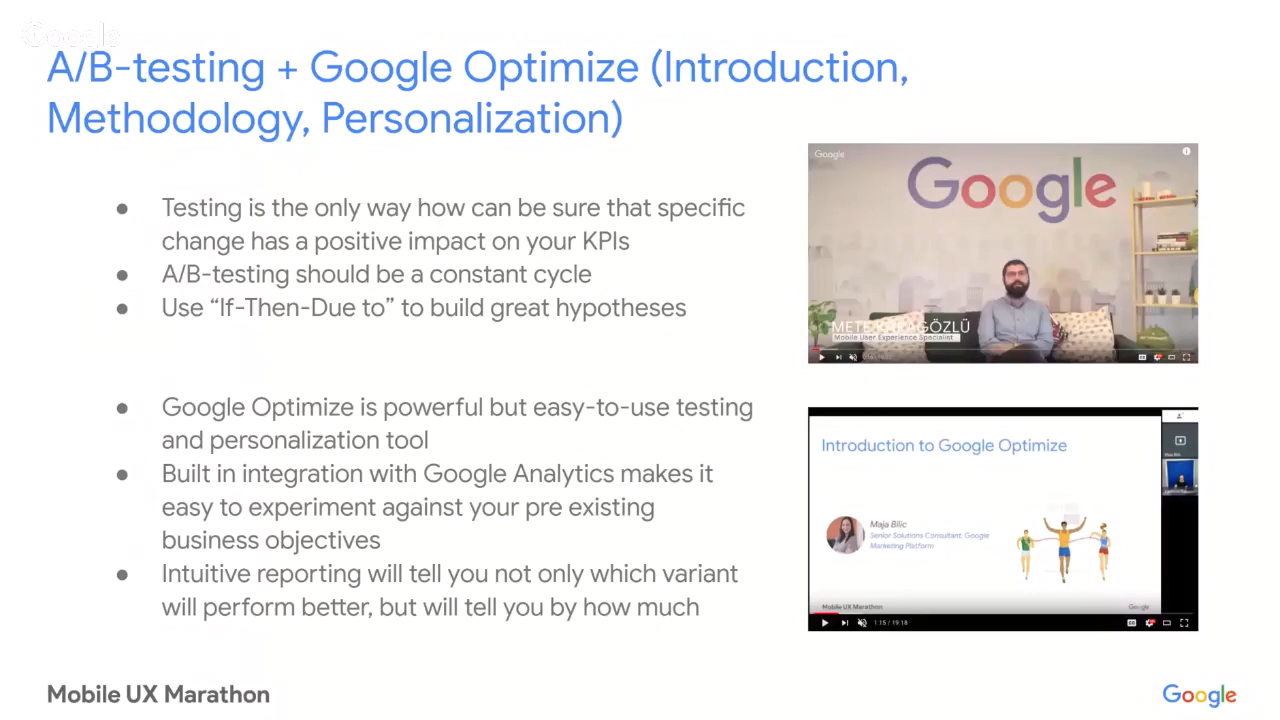 Google
A/B-testing + Google Optimize (Introduction,
Methodology, Personalization)
● Testing is the only way how can be sure that specific
change has a positive impact on your KPIs
● A/B-testing should be a constant cycle
● Use “If-Then-Due to” to build great hypotheses
● Google Optimize is powerful but easy-to-use testing
and personalization tool
● Built in integration with Google Analytics makes it
easy to experiment against your pre existing
business objectives
● Intuitive reporting will tell you not only which variant
will perform better, but will tell you by how much
Google
Google
METE KARAGÖZLÜ
Mobile User Experience Specialist
Introduction to Google Optimize
Maja Bilic
Senior Solutions Consultant, Google
Marketing Platform
Mobile UX Marathon
Google
Maja Bilic
1:15 / 19:18
Mobile UX Marathon
Google